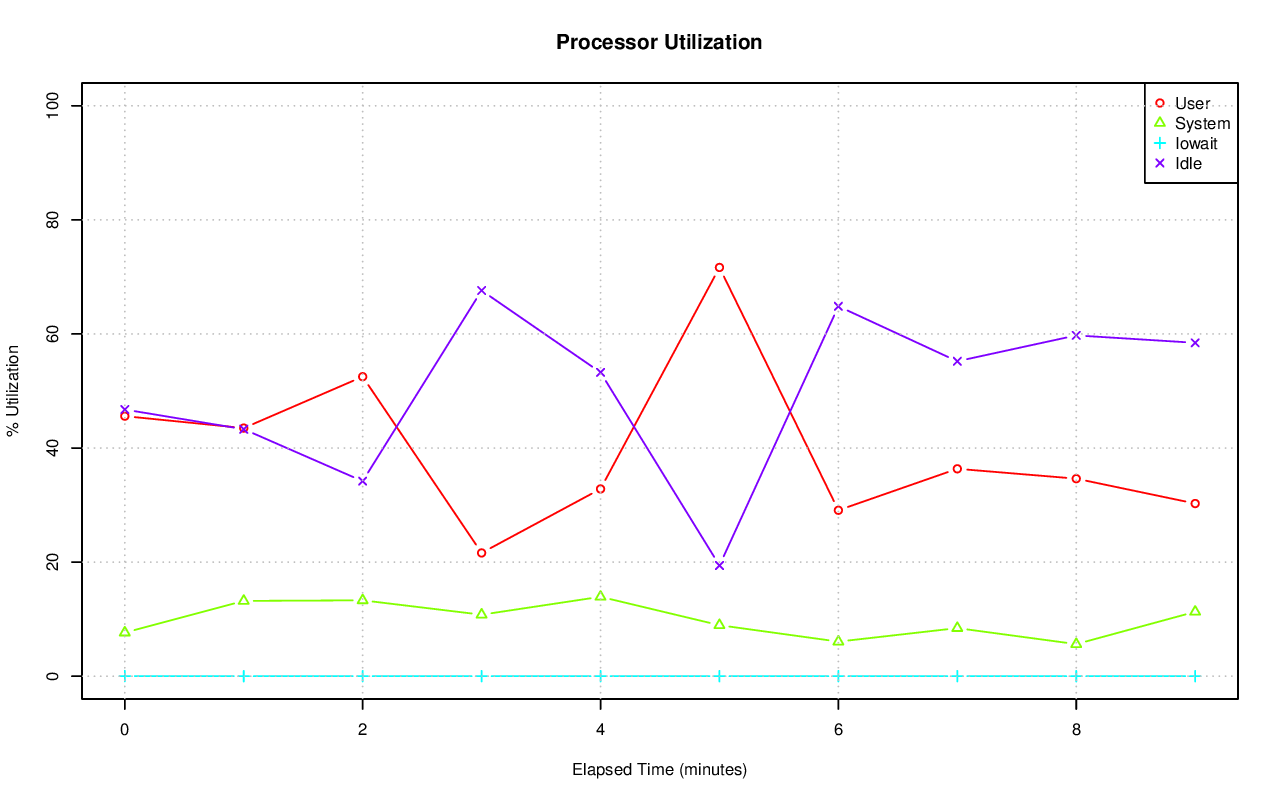 Processor Utilization
User
System
Iowait
Idle
% Utilization
100
80
60
40
20
0
0 2 4 6 8
Elapsed Time (minutes)